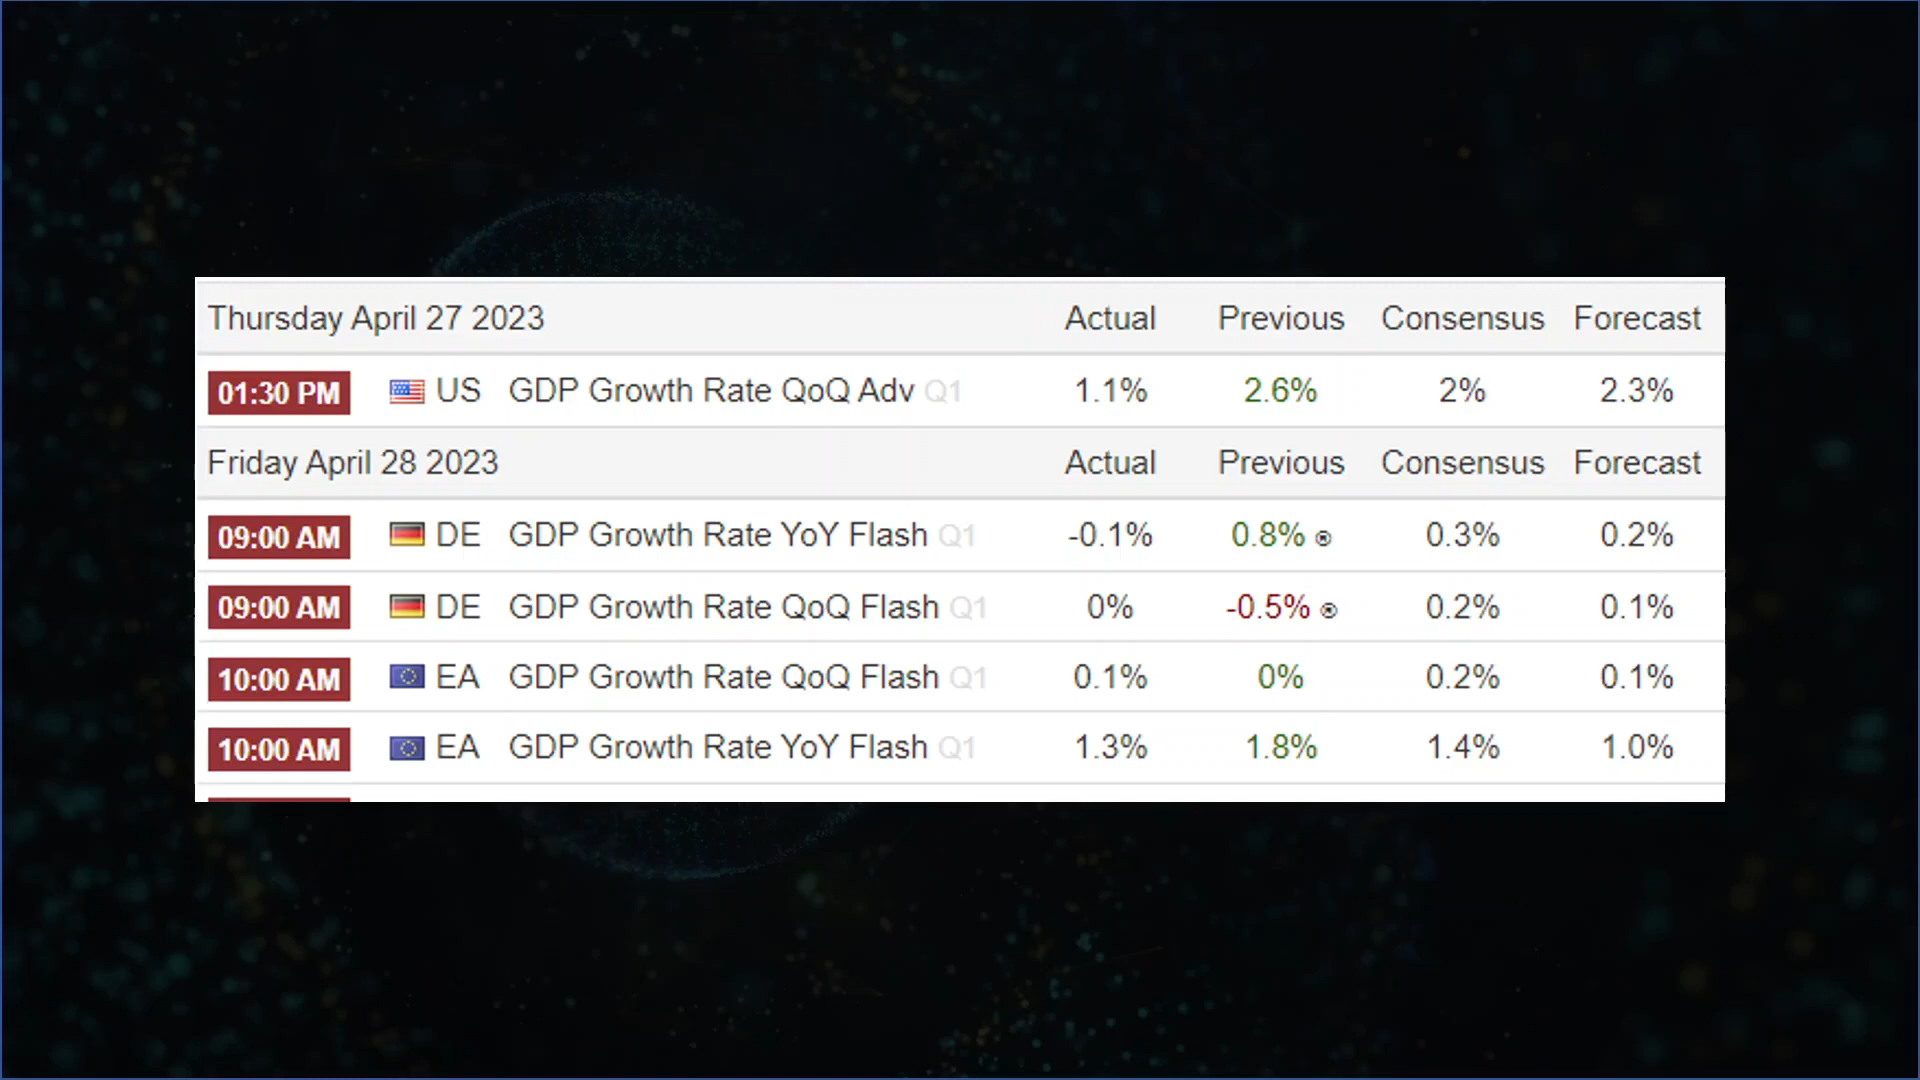 Thursday April 27 2023 Actual Previous Consensus Forecast
01:30 PM US GDP Growth Rate QoQ Adv Q1 1.1% 2.6% 2% 2.3%
Friday April 28 2023 Actual Previous Consensus Forecast
09:00 AM DE GDP Growth Rate YoY Flash Q1 -0.1% 0.8% ® 0.3% 0.2%
09:00 AM DE GDP Growth Rate QoQ Flash Q1 0% -0.5% ® 0.2% 0.1%
10:00 AM EA GDP Growth Rate QoQ Flash Q1 0.1% 0% 0.2% 0.1%
10:00 AM EA GDP Growth Rate YoY Flash Q1 1.3% 1.8% 1.4% 1.0%